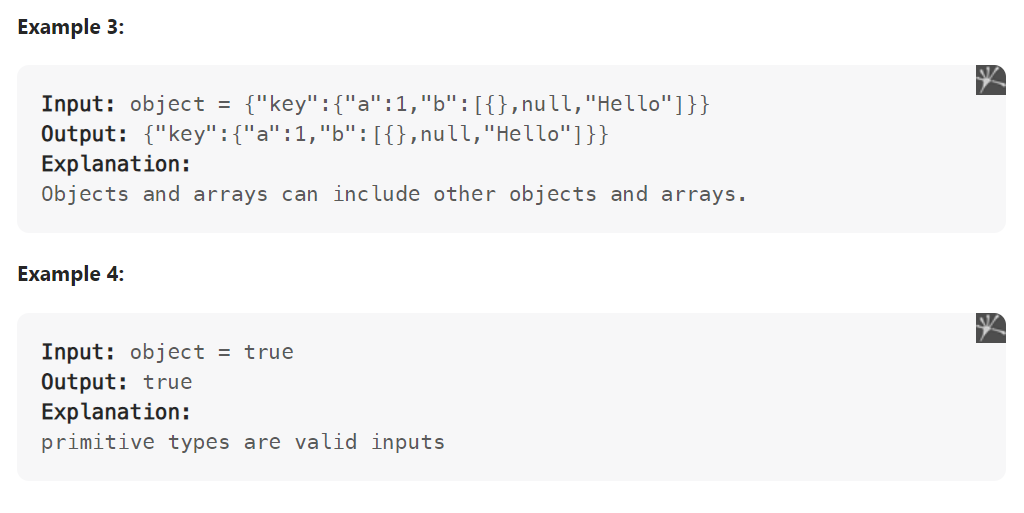 Example 3:
Input: object = {"key":{"a":1,"b":[{},null,"Hello"]}}
Output: {"key":{"a":1,"b":[{},null,"Hello"]}}
Explanation:
Objects and arrays can include other objects and arrays.
Example 4:
Input: object = true
Output: true
Explanation:
primitive types are valid inputs